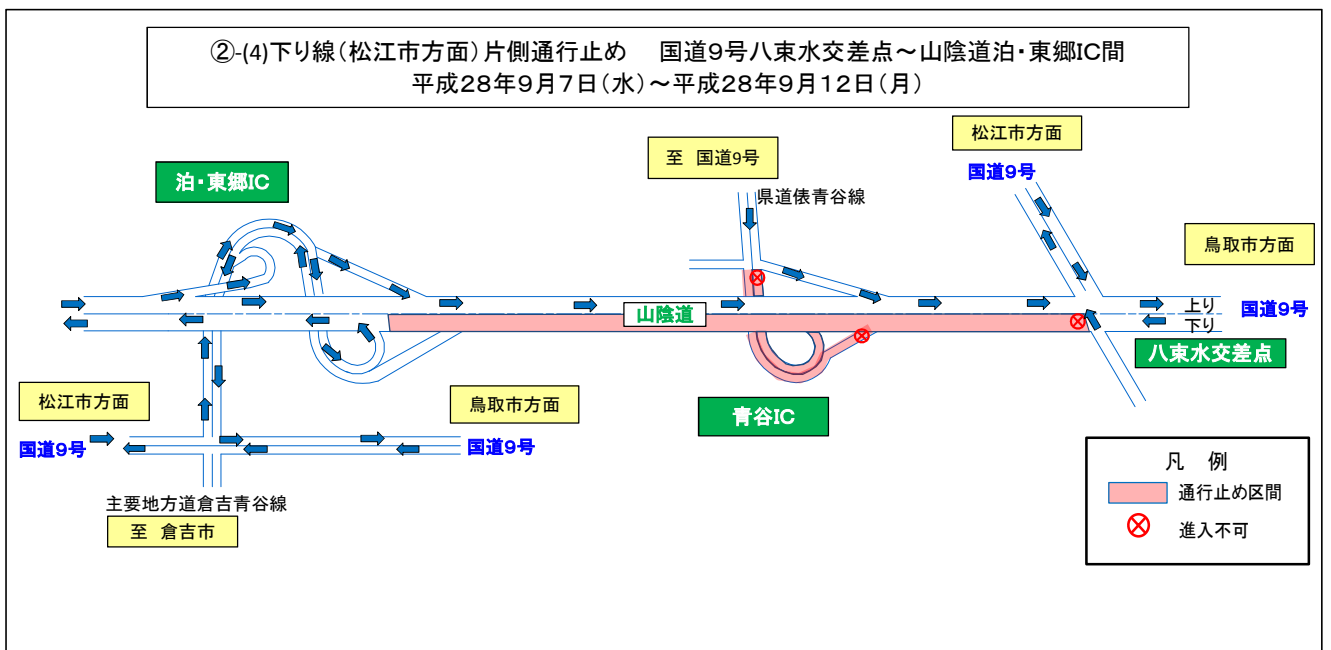 ②-(4)下り線(松江市方面)片側通行止め　国道9号八束水交差点～山陰道泊・東郷IC間
平成28年9月7日(水)～平成28年9月12日(月)
松江市方面
国道9号
至 国道9号
県道俵青谷線
泊・東郷IC
鳥取市方面
国道9号
上り
下り
山陰道
八束水交差点
青谷IC
松江市方面
国道9号
鳥取市方面
国道9号
主要地方道倉吉青谷線
至 倉吉市
凡 例
通行止め区間
進入不可